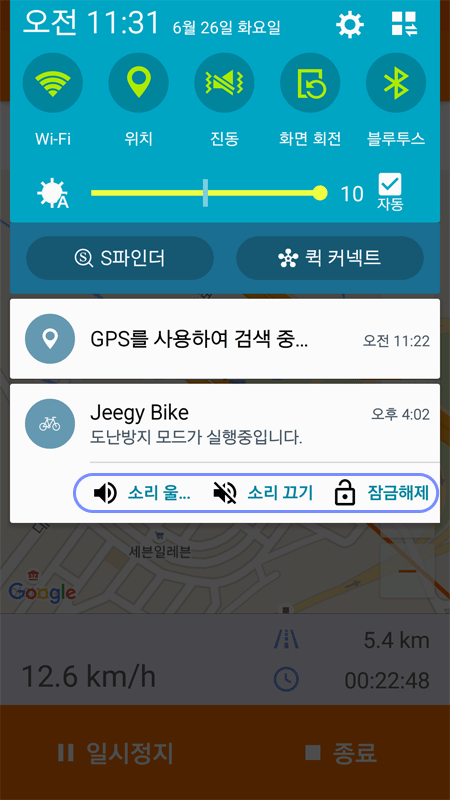 오전 11:31 6월 26일 화요일
Wi-Fi 위치 진동 화면 회전 블루투스
A 10 자동
S파인더 퀵 커넥트
GPS를 사용하여 검색 중... 오전 11:22
Jeegy Bike 오후 4:02
도난방지 모드가 실행중입니다.
소리 울... 소리 끄기 잠금해제
세븐일레븐
Google
5.4 km
12.6 km/h
00:22:48
일시정지 종료